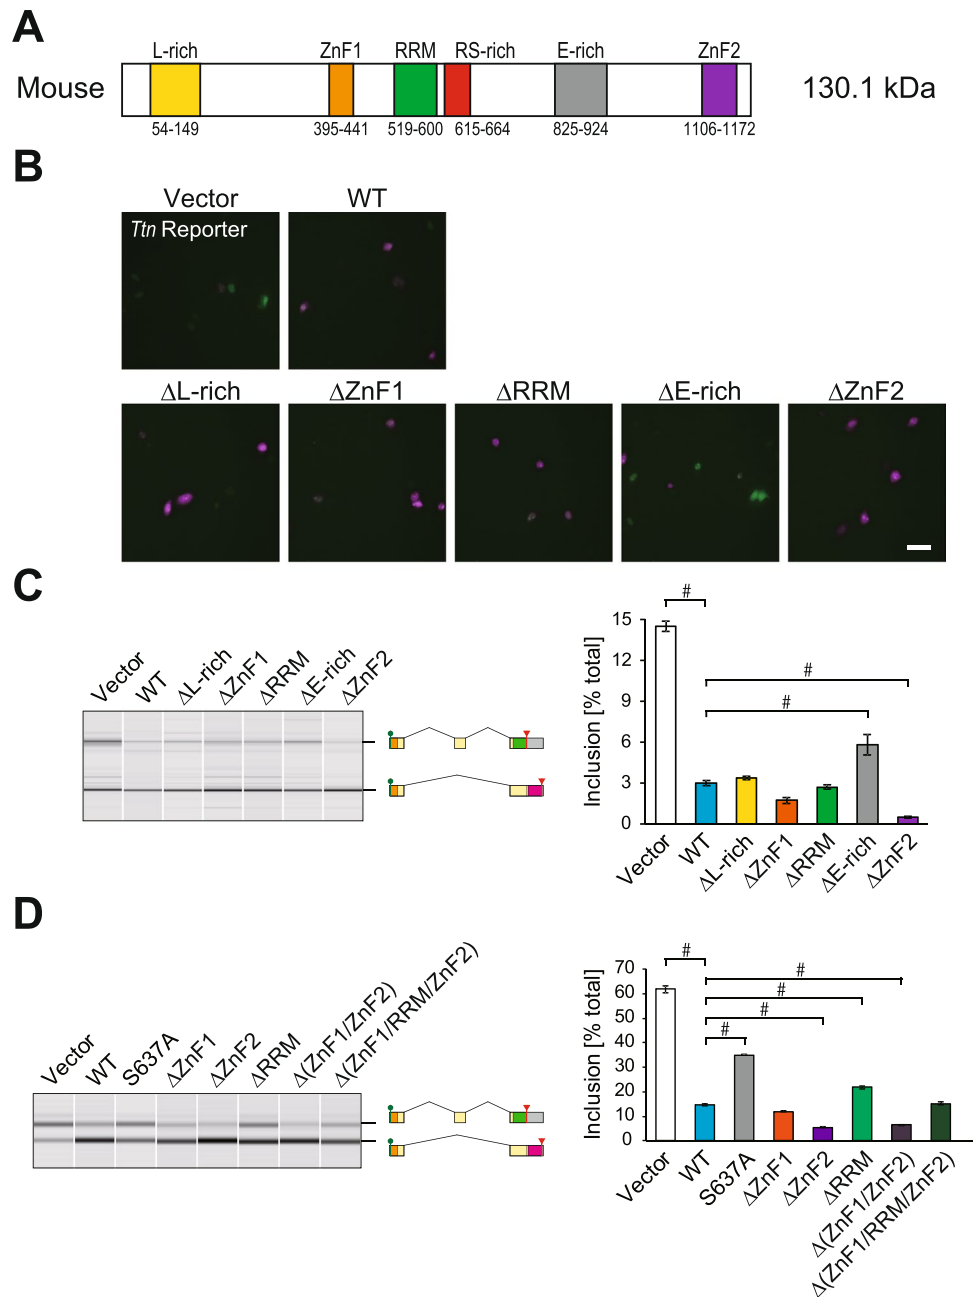 A
L-rich ZnF1 RRM RS-rich E-rich ZnF2
Mouse 130.1 kDa
54-149 395-441 519-600 615-664 825-924 1106-1172
B
Vector WT
Ttn Reporter
ΔL-rich ΔZnF1 ΔRRM ΔE-rich ΔZnF2
C
Vector WT ΔL-rich ΔZnF1 ΔRRM ΔE-rich ΔZnF2
Inclusion [% total]
15
12
9
6
3
0
#
#
#
Vector WT ΔL-rich ΔZnF1 ΔRRM ΔE-rich ΔZnF2
D
Vector WT S637A ΔZnF1 ΔZnF2 ΔRRM Δ(ZnF1/ZnF2) Δ(ZnF1/RRM/ZnF2)
Inclusion [% total]
70
60
50
40
30
20
10
0
#
#
#
#
#
Vector WT S637A ΔZnF1 ΔZnF2 ΔRRM Δ(ZnF1/ZnF2) Δ(ZnF1/RRM/ZnF2)